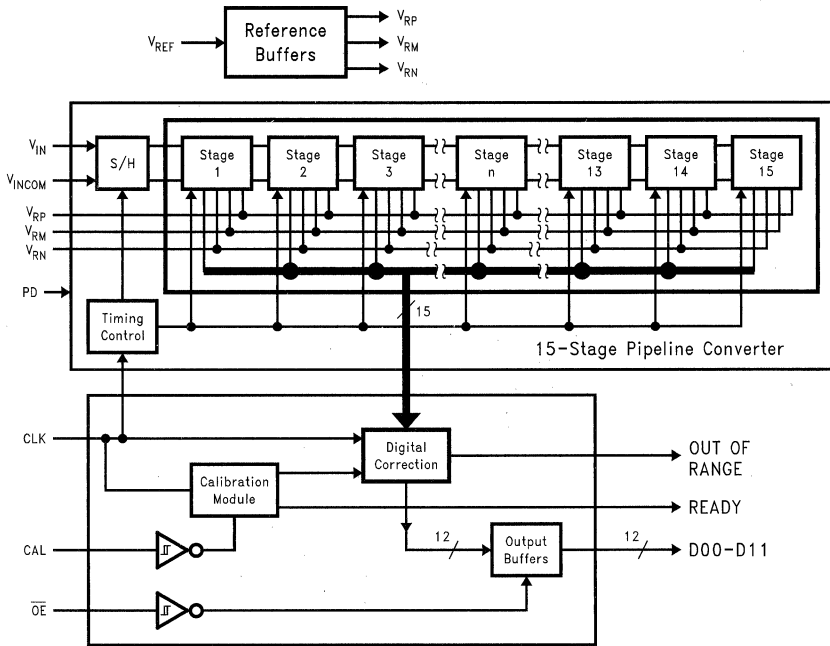 Reference
Buffers
V_REF
V_RP
V_RM
V_RN
V_IN
V_INCOM
V_RP
V_RM
V_RN
PD
S/H
Stage
1
Stage
2
Stage
3
Stage
n
Stage
13
Stage
14
Stage
15
Timing
Control
15
15-Stage Pipeline Converter
CLK
Digital
Correction
OUT OF
RANGE
Calibration
Module
READY
CAL
12
Output
Buffers
12
D00-D11
O̅E̅